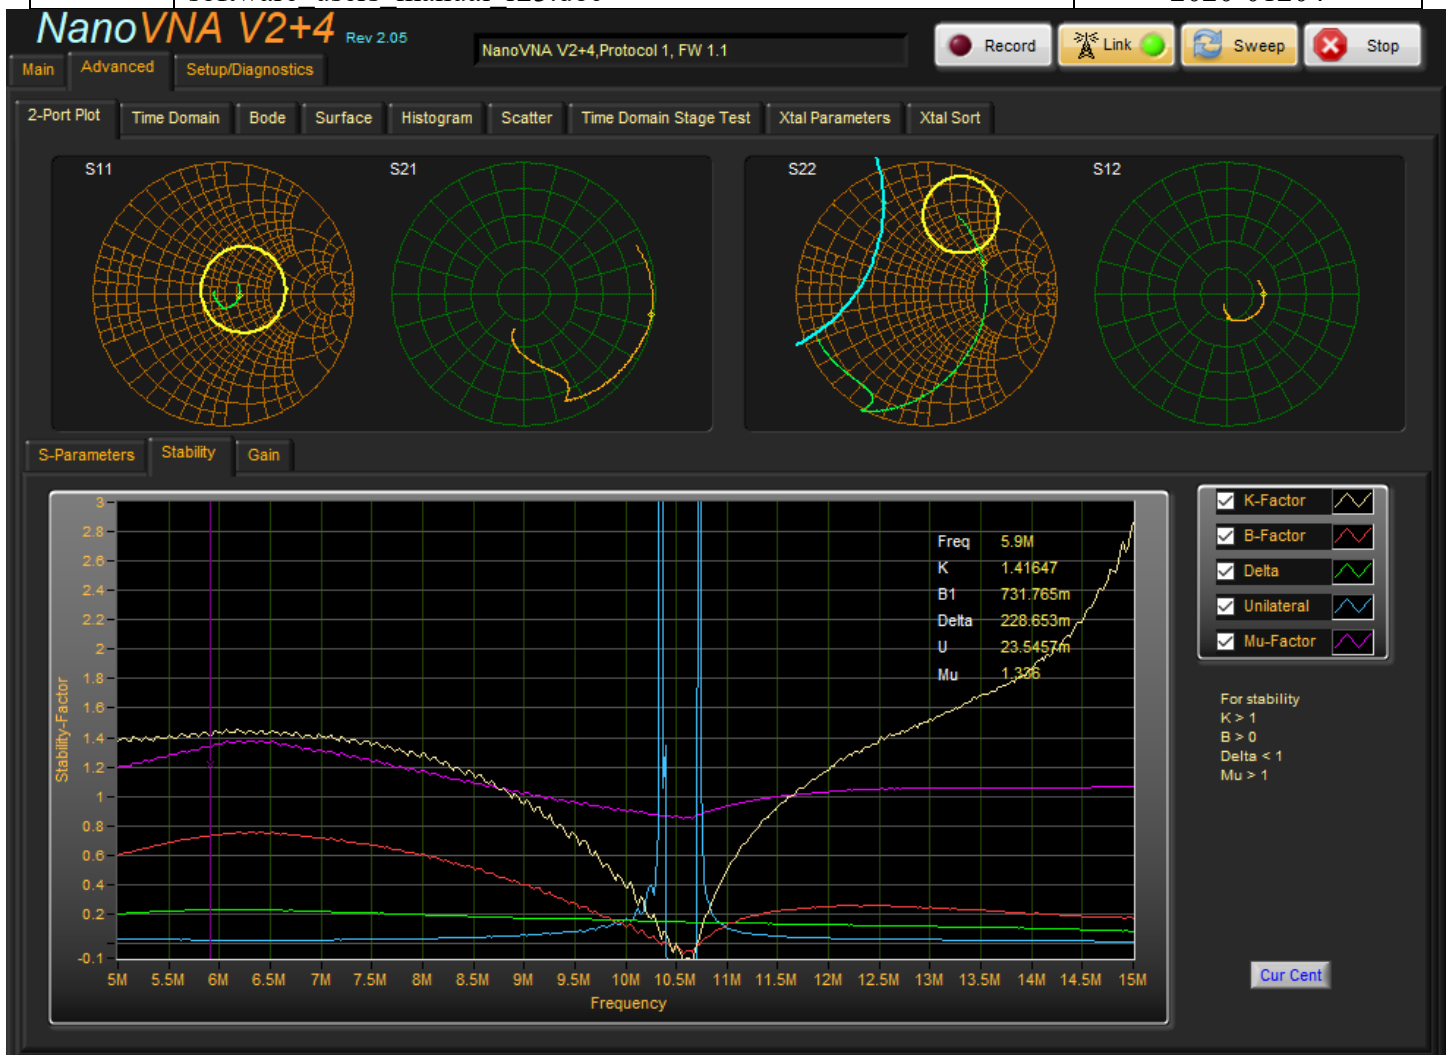 software_users_manual_123.doc
2020-01204
NanoVNA V2+4 Rev 2.05
NanoVNA V2+4,Protocol 1, FW 1.1
Record
Link
Sweep
Stop
Main
Advanced
Setup/Diagnostics
2-Port Plot
Time Domain
Bode
Surface
Histogram
Scatter
Time Domain Stage Test
Xtal Parameters
Xtal Sort
S11
S21
S22
S12
S-Parameters
Stability
Gain
Stability-Factor
3
2.8
2.6
2.4
2.2
2
1.8
1.6
1.4
1.2
1
0.8
0.6
0.4
0.2
-0.1
Freq 5.9M
K 1.41647
B1 731.765m
Delta 228.653m
U 23.5457m
Mu 1.336
5M 5.5M 6M 6.5M 7M 7.5M 8M 8.5M 9M 9.5M 10M 10.5M 11M 11.5M 12M 12.5M 13M 13.5M 14M 14.5M 15M
Frequency
K-Factor
B-Factor
Delta
Unilateral
Mu-Factor
For stability
K > 1
B > 0
Delta < 1
Mu > 1
Cur Cent